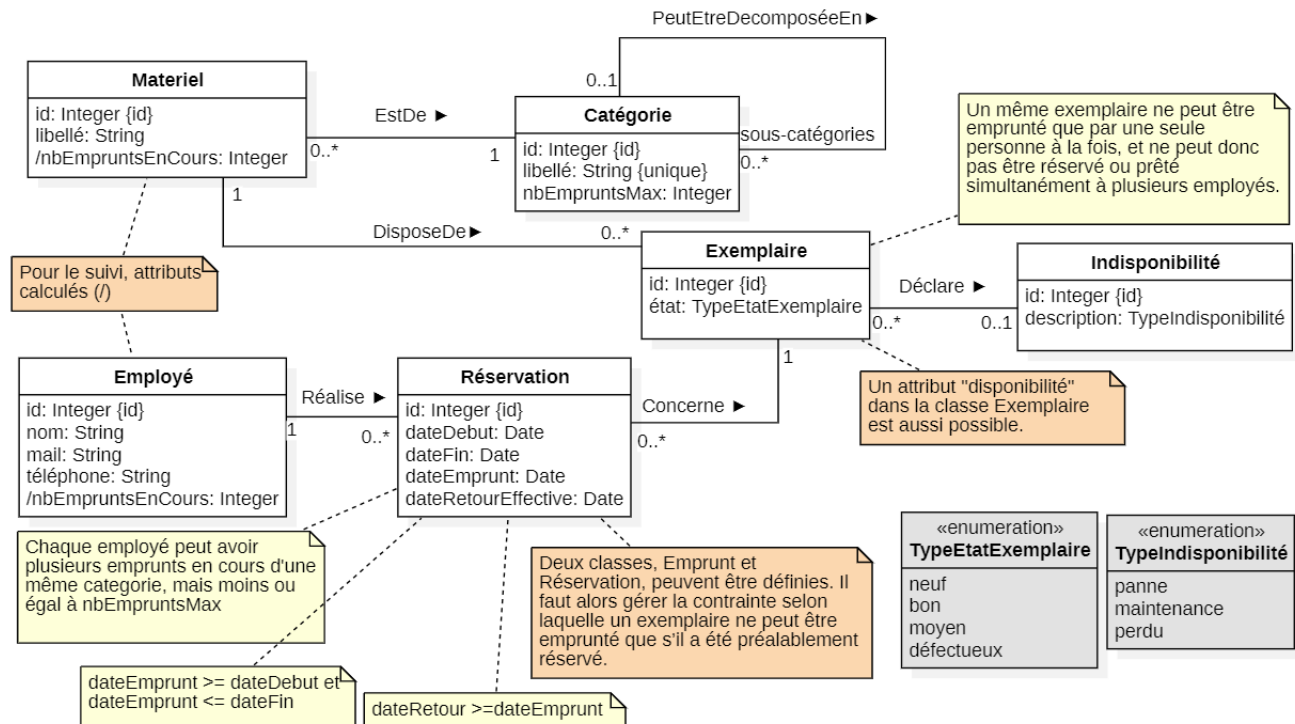 PeutEtreDecomposéeEn►
0..1
sous-catégories
0..*
Materiel
id: Integer {id}
libellé: String
/nbEmpruntsEnCours: Integer
EstDe ►
0..*
1
Catégorie
id: Integer {id}
libellé: String {unique}
nbEmpruntsMax: Integer
Un même exemplaire ne peut être
emprunté que par une seule
personne à la fois, et ne peut donc
pas être réservé ou prêté
simultanément à plusieurs employés.
1
DisposeDe►
0..*
Pour le suivi, attributs
calculés (/)
Exemplaire
id: Integer {id}
état: TypeEtatExemplaire
Déclare ►
0..*
0..1
Indisponibilité
id: Integer {id}
description: TypeIndisponibilité
Employé
id: Integer {id}
nom: String
mail: String
téléphone: String
/nbEmpruntsEnCours: Integer
Réalise ►
1
0..*
Réservation
id: Integer {id}
dateDebut: Date
dateFin: Date
dateEmprunt: Date
dateRetourEffective: Date
Concerne ►
0..*
1
Un attribut "disponibilité"
dans la classe Exemplaire
est aussi possible.
Chaque employé peut avoir
plusieurs emprunts en cours d'une
même categorie, mais moins ou
égal à nbEmpruntsMax
Deux classes, Emprunt et
Réservation, peuvent être définies. Il
faut alors gérer la contrainte selon
laquelle un exemplaire ne peut être
emprunté que s'il a été préalablement
réservé.
«enumeration»
TypeEtatExemplaire
neuf
bon
moyen
défectueux
«enumeration»
TypeIndisponibilité
panne
maintenance
perdu
dateEmprunt >= dateDebut et
dateEmprunt <= dateFin
dateRetour >=dateEmprunt